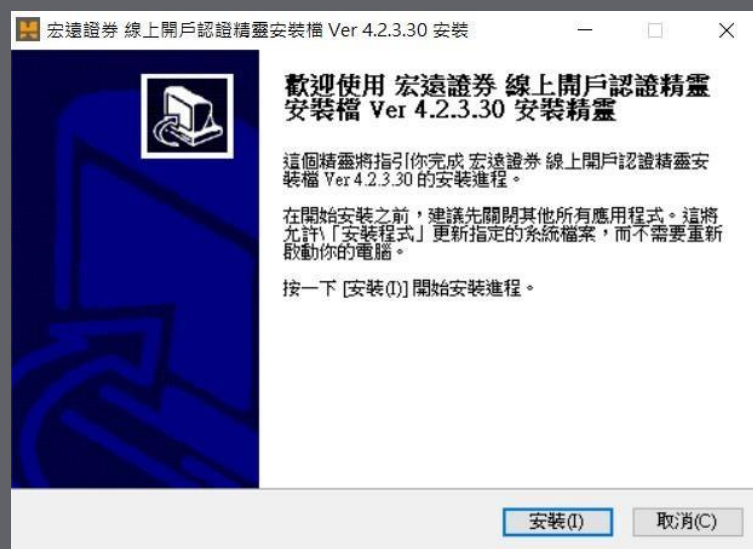 宏遠證券 線上開戶認證精靈安裝檔 Ver 4.2.3.30 安裝
歡迎使用 宏遠證券 線上開戶認證精靈
安裝檔 Ver 4.2.3.30 安裝精靈
這個精靈將指引你完成 宏遠證券 線上開戶認證精靈安
裝檔 Ver 4.2.3.30 的安裝進程。
在開始安裝之前，建議先關閉其他所有應用程式。這將
允許\「安裝程式」更新指定的系統檔案，而不需要重新
啟動你的電腦。
按一下 [安裝(I)] 開始安裝進程。
安裝(I)
取消(C)